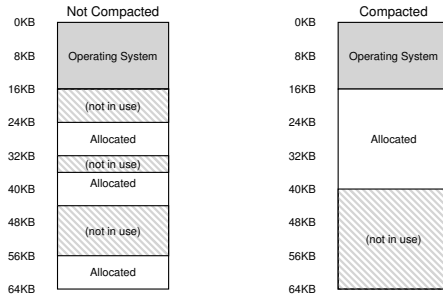 Not Compacted
0KB
8KB
16KB
24KB
32KB
40KB
48KB
56KB
64KB
Operating System
(not in use)
Allocated
(not in use)
Allocated
(not in use)
Allocated
Compacted
0KB
8KB
16KB
24KB
32KB
40KB
48KB
56KB
64KB
Operating System
Allocated
(not in use)